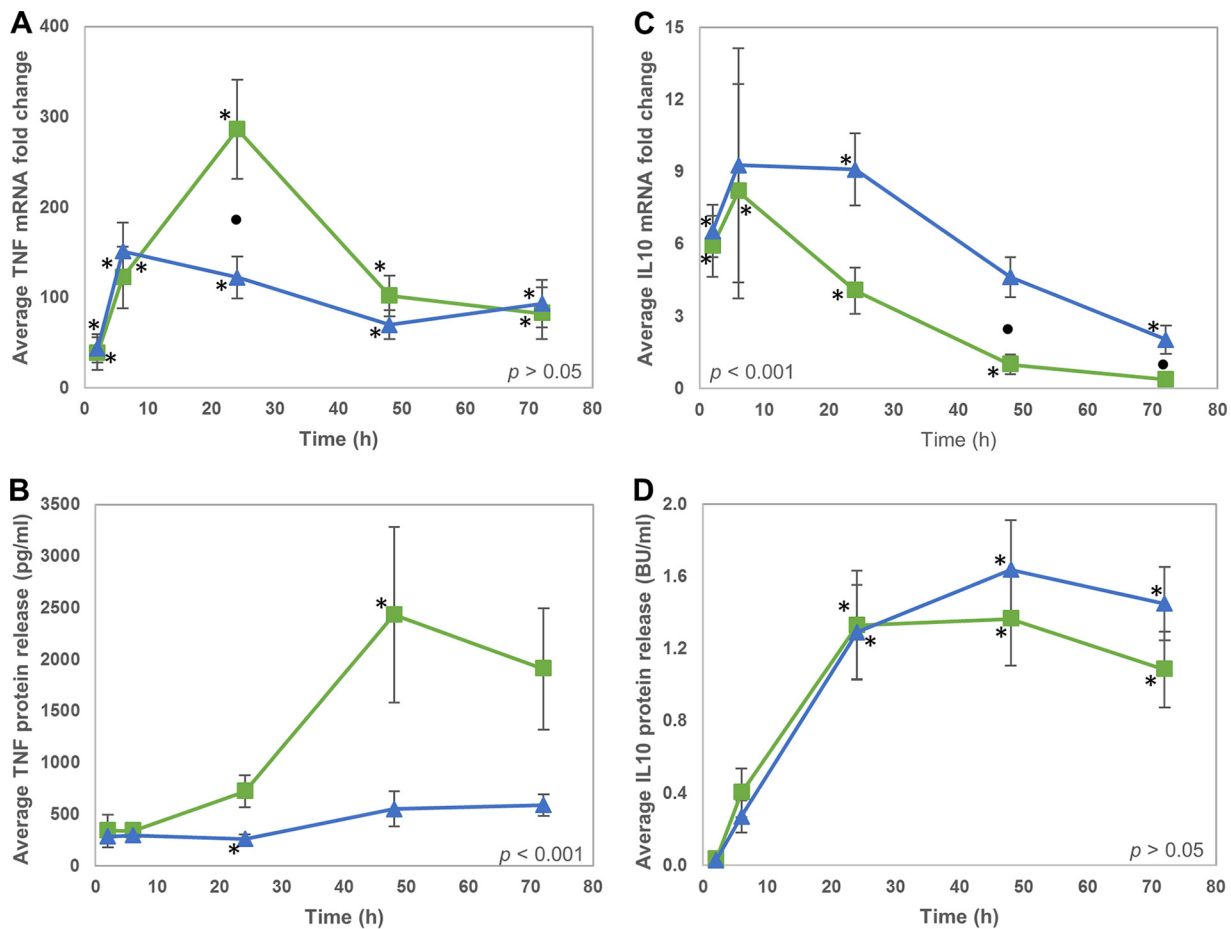 A
Average TNF mRNA fold change
400
300
200
100
0
*
*
*
*
*
*
*
*
*
*
p > 0.05
0 10 20 30 40 50 60 70 80
Time (h)
C
Average IL10 mRNA fold change
15
12
9
6
3
0
*
*
*
*
*
*
*
p < 0.001
0 10 20 30 40 50 60 70 80
Time (h)
B
Average TNF protein release (pg/ml)
3500
3000
2500
2000
1500
1000
500
0
*
*
p < 0.001
0 10 20 30 40 50 60 70 80
Time (h)
D
Average IL10 protein release (BU/ml)
2.0
1.6
1.2
0.8
0.4
0.0
*
*
*
*
*
*
p > 0.05
0 10 20 30 40 50 60 70 80
Time (h)